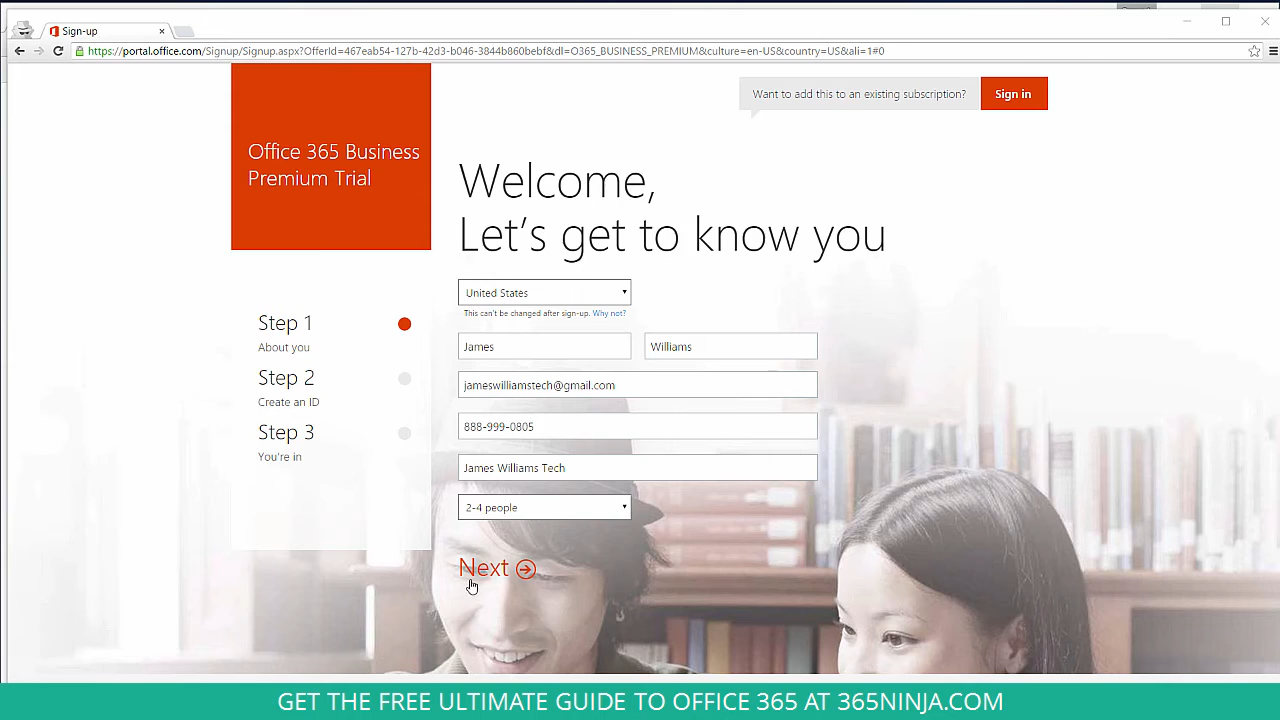 Sign-up
https://portal.office.com/Signup/Signup.aspx?OfferId=467eab54-127b-42d3-b046-3844b860bebf&dl=O365_BUSINESS_PREMIUM&culture=en-US&country=US&ali=1#0
Want to add this to an existing subscription?
Sign in
Office 365 Business
Premium Trial
Welcome,
Let's get to know you
United States
This can't be changed after sign-up. Why not?
James
Williams
jameswilliamstech@gmail.com
888-999-0805
James Williams Tech
2-4 people
Next
Step 1
About you
Step 2
Create an ID
Step 3
You're in
GET THE FREE ULTIMATE GUIDE TO OFFICE 365 AT 365NINJA.COM